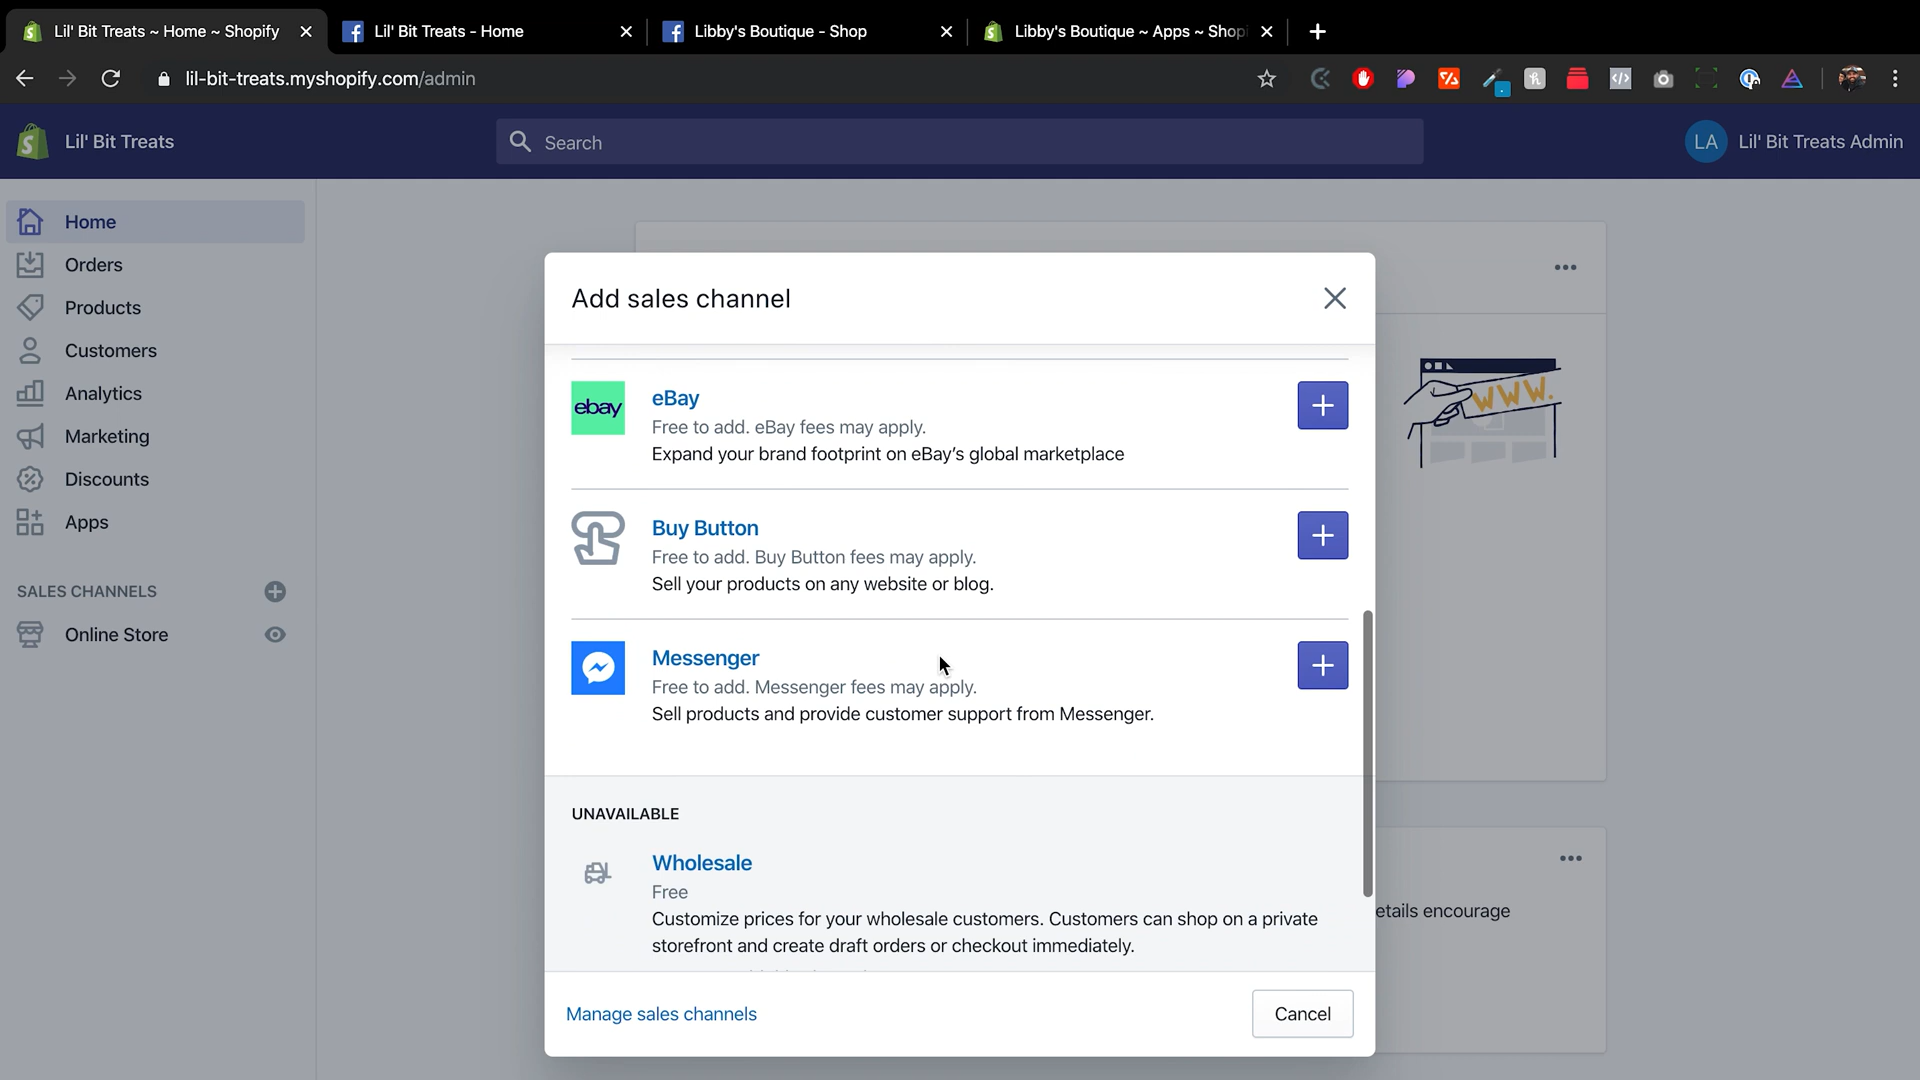 Lil' Bit Treats ~ Home ~ Shopify
Lil' Bit Treats - Home
Libby's Boutique - Shop
Libby's Boutique ~ Apps ~ Shopi
lil-bit-treats.myshopify.com/admin
Lil' Bit Treats
Search
LA Lil' Bit Treats Admin
Home
Orders
Products
Customers
Analytics
Marketing
Discounts
Apps
SALES CHANNELS
Online Store
Add sales channel
WWW.
ebay
eBay
Free to add. eBay fees may apply.
Expand your brand footprint on eBay's global marketplace
Buy Button
Free to add. Buy Button fees may apply.
Sell your products on any website or blog.
Messenger
Free to add. Messenger fees may apply.
Sell products and provide customer support from Messenger.
UNAVAILABLE
Wholesale
Free
Customize prices for your wholesale customers. Customers can shop on a private
storefront and create draft orders or checkout immediately.
etails encourage
Manage sales channels
Cancel